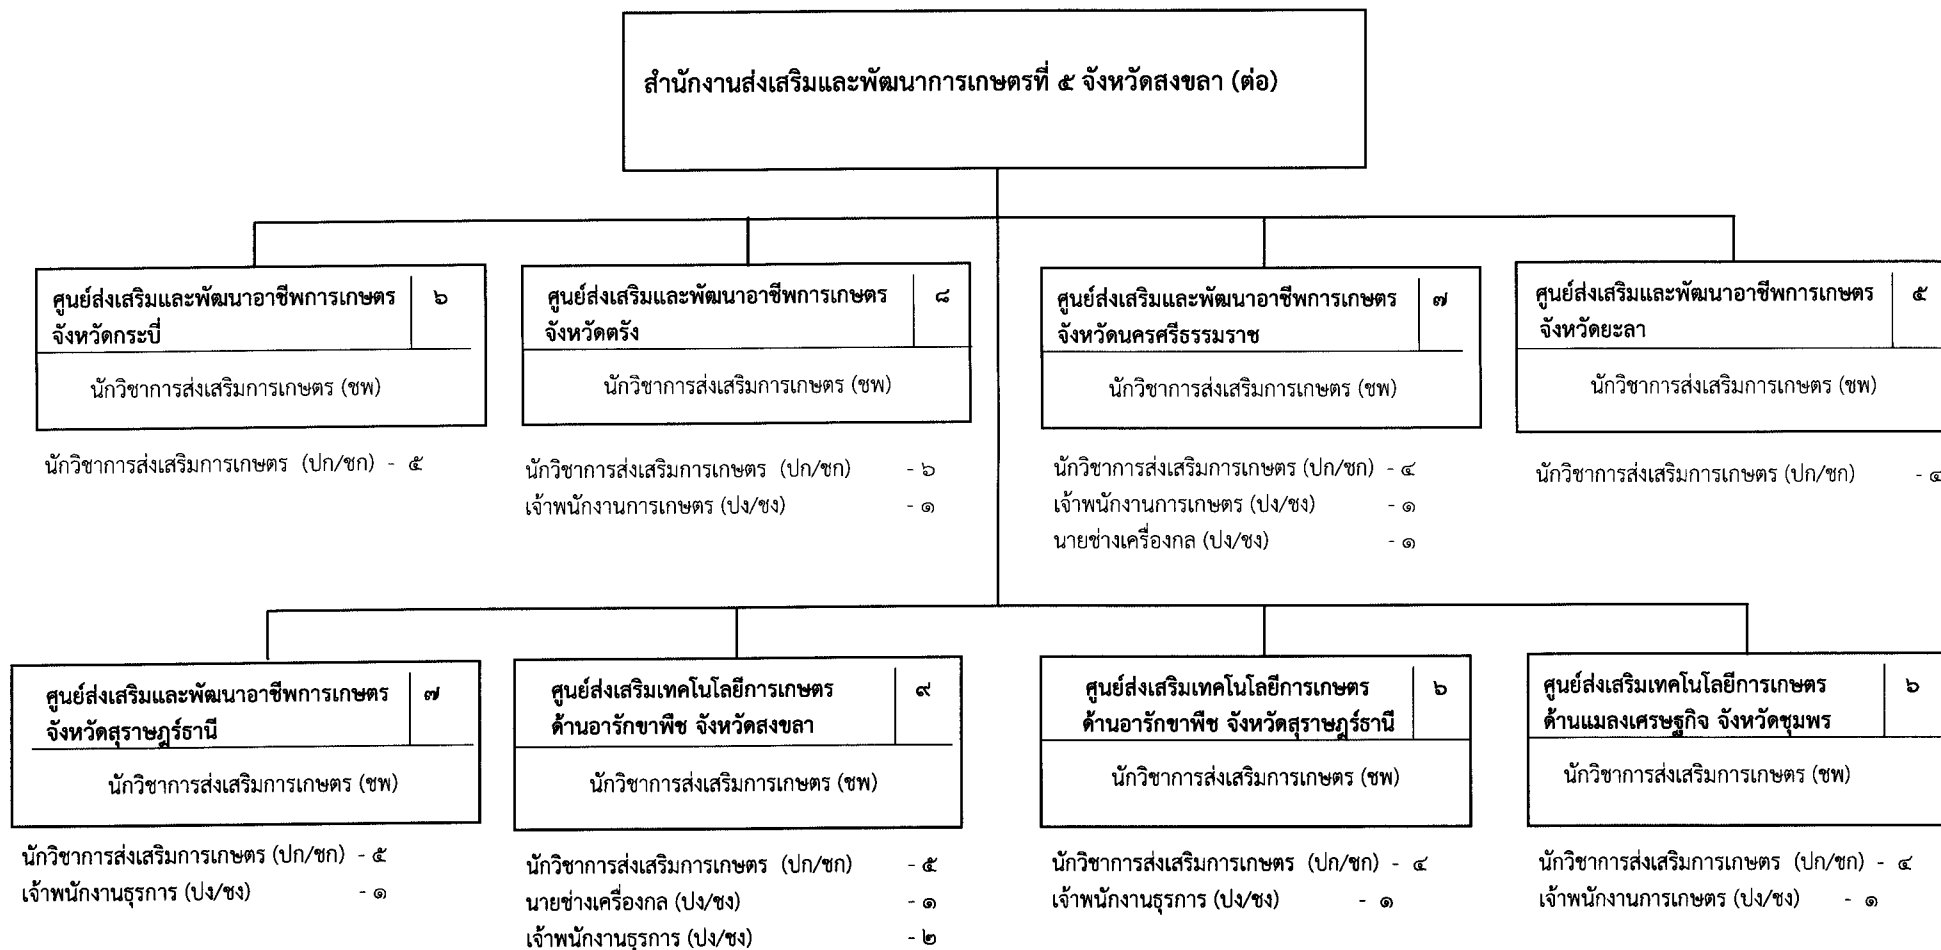 สำนักงานส่งเสริมและพัฒนาการเกษตรที่ ๕ จังหวัดสงขลา (ต่อ)
ศูนย์ส่งเสริมและพัฒนาอาชีพการเกษตร ๖
จังหวัดกระบี่
นักวิชาการส่งเสริมการเกษตร (ชพ)
นักวิชาการส่งเสริมการเกษตร (ปก/ชก) - ๕
ศูนย์ส่งเสริมและพัฒนาอาชีพการเกษตร ๘
จังหวัดตรัง
นักวิชาการส่งเสริมการเกษตร (ชพ)
นักวิชาการส่งเสริมการเกษตร (ปก/ชก) - ๖
เจ้าพนักงานการเกษตร (ปง/ชง) - ๑
ศูนย์ส่งเสริมและพัฒนาอาชีพการเกษตร ๗
จังหวัดนครศรีธรรมราช
นักวิชาการส่งเสริมการเกษตร (ชพ)
นักวิชาการส่งเสริมการเกษตร (ปก/ชก) - ๔
เจ้าพนักงานการเกษตร (ปง/ชง) - ๑
นายช่างเครื่องกล (ปง/ชง) - ๑
ศูนย์ส่งเสริมและพัฒนาอาชีพการเกษตร ๕
จังหวัดยะลา
นักวิชาการส่งเสริมการเกษตร (ชพ)
นักวิชาการส่งเสริมการเกษตร (ปก/ชก) -
ศูนย์ส่งเสริมและพัฒนาอาชีพการเกษตร ๗
จังหวัดสุราษฎร์ธานี
นักวิชาการส่งเสริมการเกษตร (ชพ)
นักวิชาการส่งเสริมการเกษตร (ปก/ชก) - ๕
เจ้าพนักงานธุรการ (ปง/ชง) - ๑
ศูนย์ส่งเสริมเทคโนโลยีการเกษตร ๙
ด้านอารักขาพืช จังหวัดสงขลา
นักวิชาการส่งเสริมการเกษตร (ชพ)
นักวิชาการส่งเสริมการเกษตร (ปก/ชก) - ๕
นายช่างเครื่องกล (ปง/ชง) - ๑
เจ้าพนักงานธุรการ (ปง/ชง) - ๒
ศูนย์ส่งเสริมเทคโนโลยีการเกษตร ๖
ด้านอารักขาพืช จังหวัดสุราษฎร์ธานี
นักวิชาการส่งเสริมการเกษตร (ชพ)
นักวิชาการส่งเสริมการเกษตร (ปก/ชก) - ๔
เจ้าพนักงานธุรการ (ปง/ชง) - ๑
ศูนย์ส่งเสริมเทคโนโลยีการเกษตร ๖
ด้านแมลงเศรษฐกิจ จังหวัดชุมพร
นักวิชาการส่งเสริมการเกษตร (ชพ)
นักวิชาการส่งเสริมการเกษตร (ปก/ชก) - ๔
เจ้าพนักงานการเกษตร (ปง/ชง) - ๑